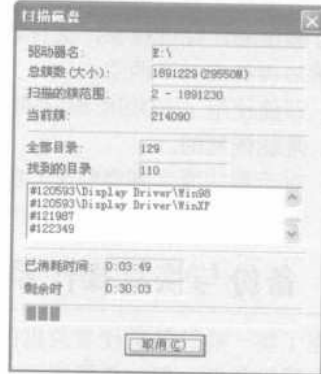 扫描磁盘
驱动器名: E:\
总簇数(大小): 1891229(29550M)
扫描的簇范围: 2 - 1891230
当前簇: 214090
全部目录: 129
找到的目录 110
#120593\Display Driver\Win98
#120593\Display Driver\WinXP
#121987
#122349
已消耗时间 0:03:49
剩余时 0:30:03
取消(C)